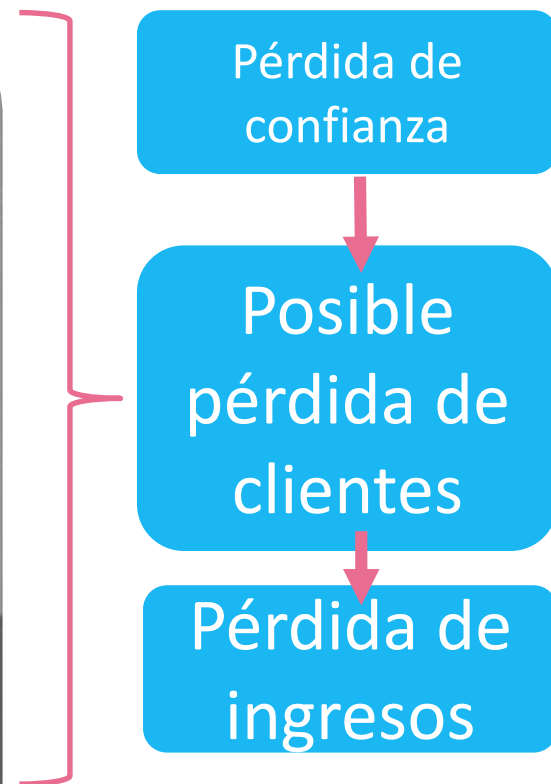 Pérdida de
confianza
Posible
pérdida de
clientes
Pérdida de
ingresos